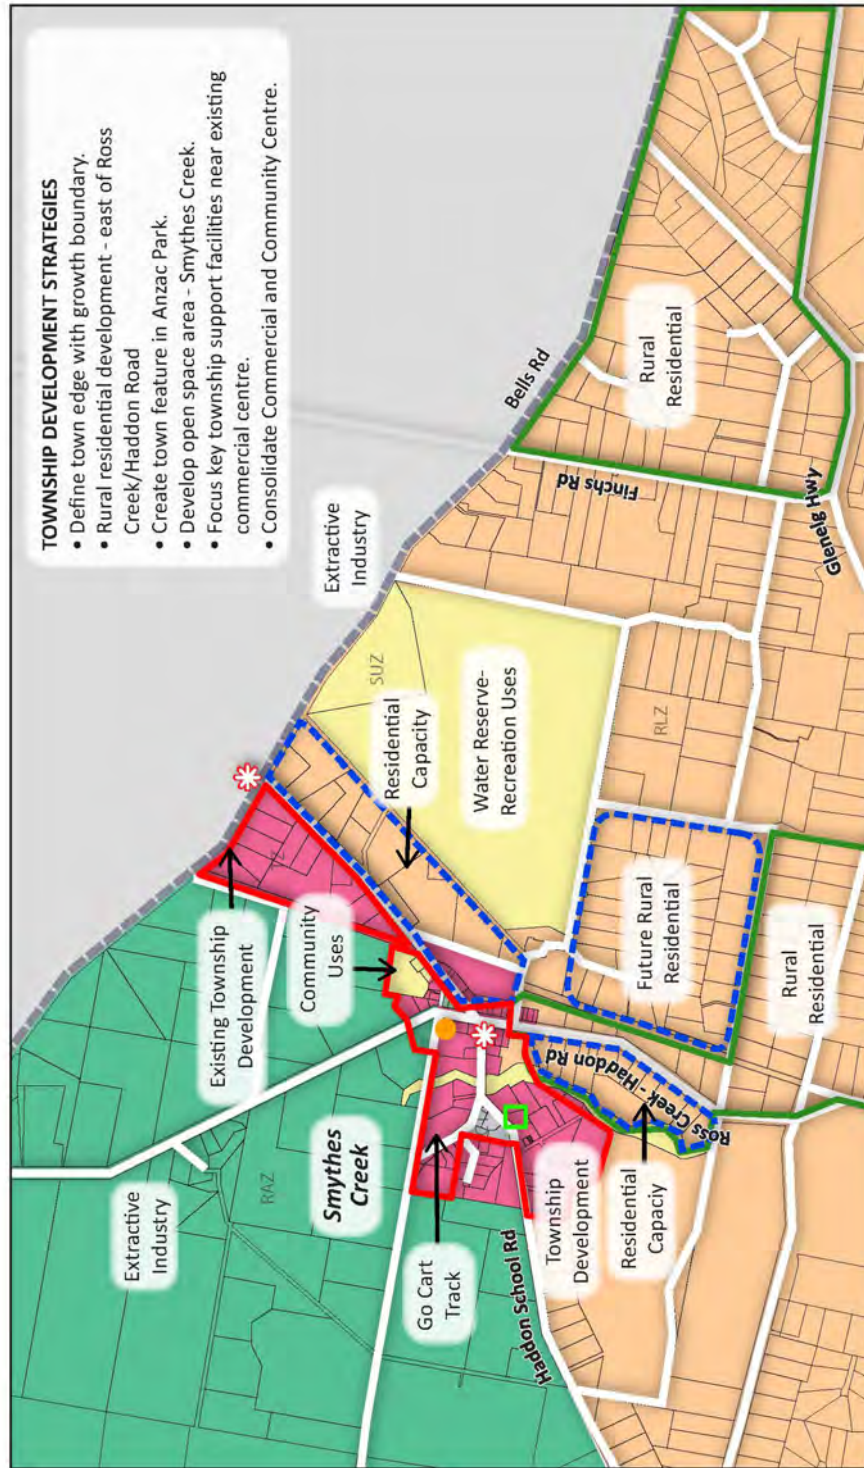 TOWNSHIP DEVELOPMENT STRATEGIES
• Define town edge with growth boundary.
• Rural residential development - east of Ross
Creek/Haddon Road
• Create town feature in Anzac Park.
• Develop open space area - Smythes Creek.
• Focus key township support facilities near existing
commercial centre.
• Consolidate Commercial and Community Centre.
Extractive
Industry
RAZ
Smythes
Creek
Go Cart
Track
Haddon School Rd
Township
Development
Residential
Capaciy
Ross Creek - Haddon Rd
Existing Township
Development
TZ
Community
Uses
Residential
Capacity
SUZ
Water Reserve-
Recreation Uses
Extractive
Industry
Future Rural
Residential
Rural
Residential
RLZ
Bells Rd
Finchs Rd
Rural
Residential
Glenelg Hwy